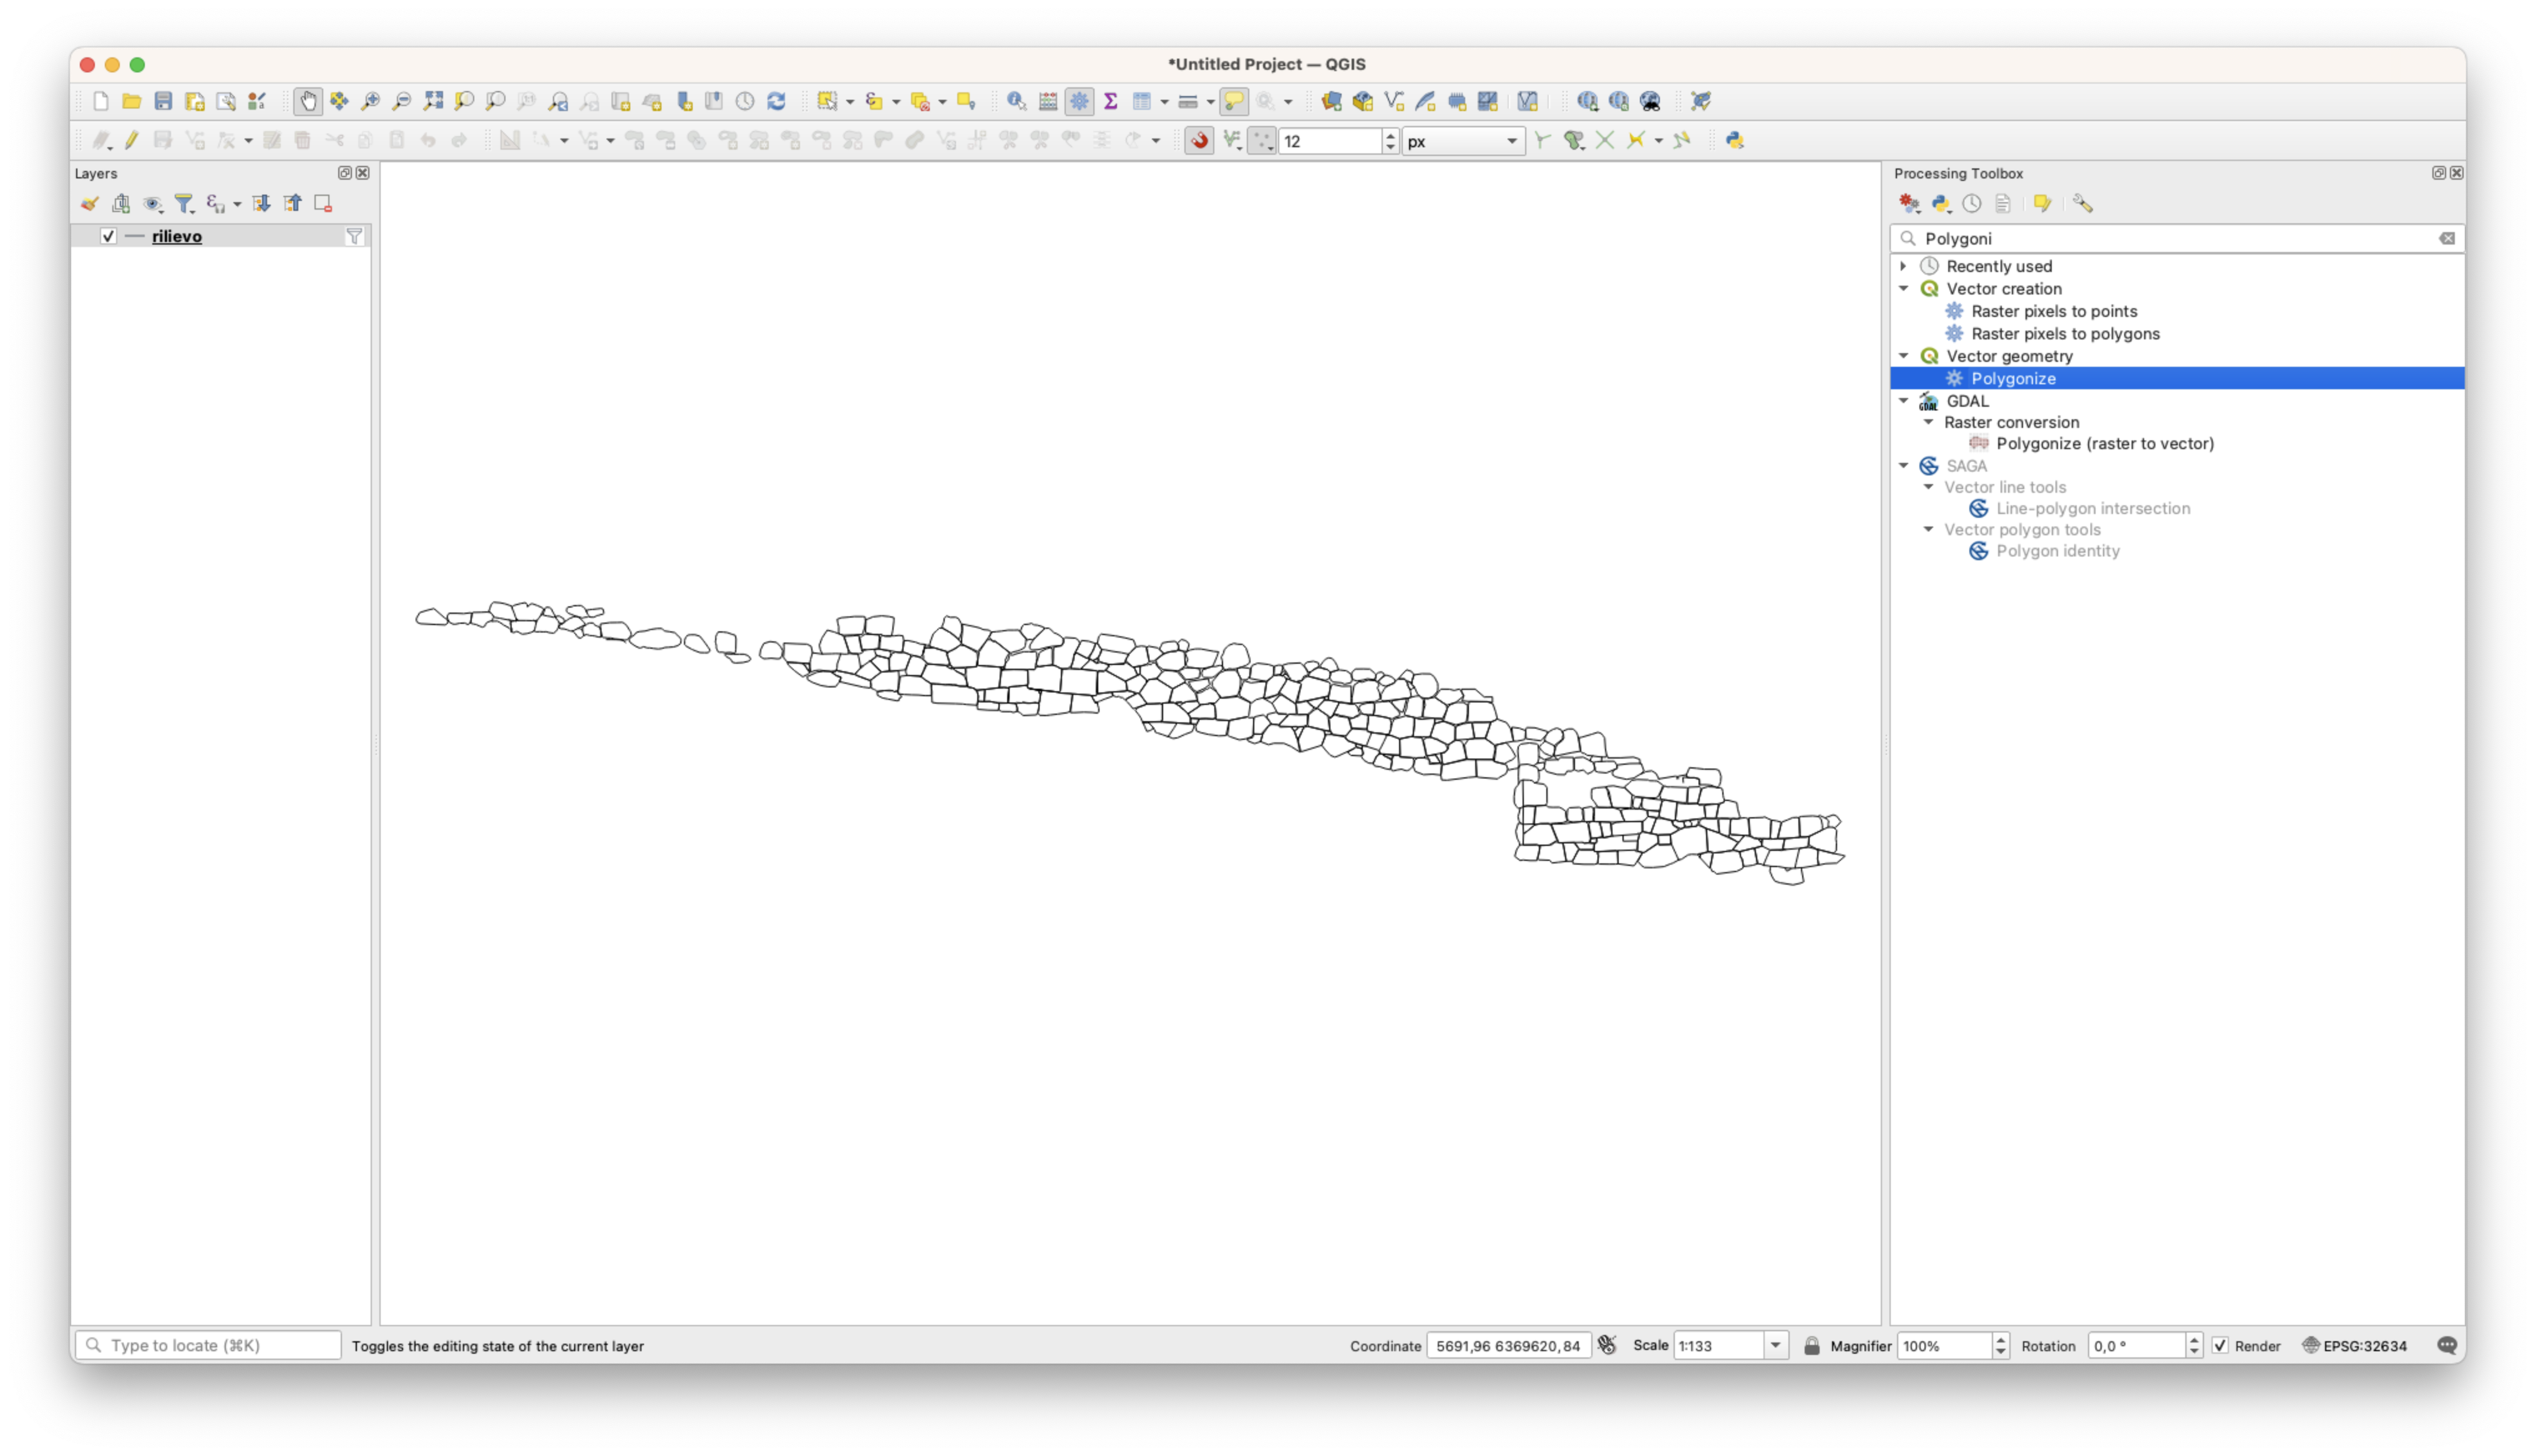 *Untitled Project — QGIS
12
px
Layers
rilievo
Processing Toolbox
Polygoni
Recently used
Vector creation
Raster pixels to points
Raster pixels to polygons
Vector geometry
Polygonize
GDAL
GDAL
Raster conversion
Polygonize (raster to vector)
SAGA
Vector line tools
Line-polygon intersection
Vector polygon tools
Polygon identity
Type to locate (⌘K)
Toggles the editing state of the current layer
Coordinate 5691,96 6369620,84
Scale 1:133
Magnifier 100%
Rotation 0,0 °
Render
EPSG:32634